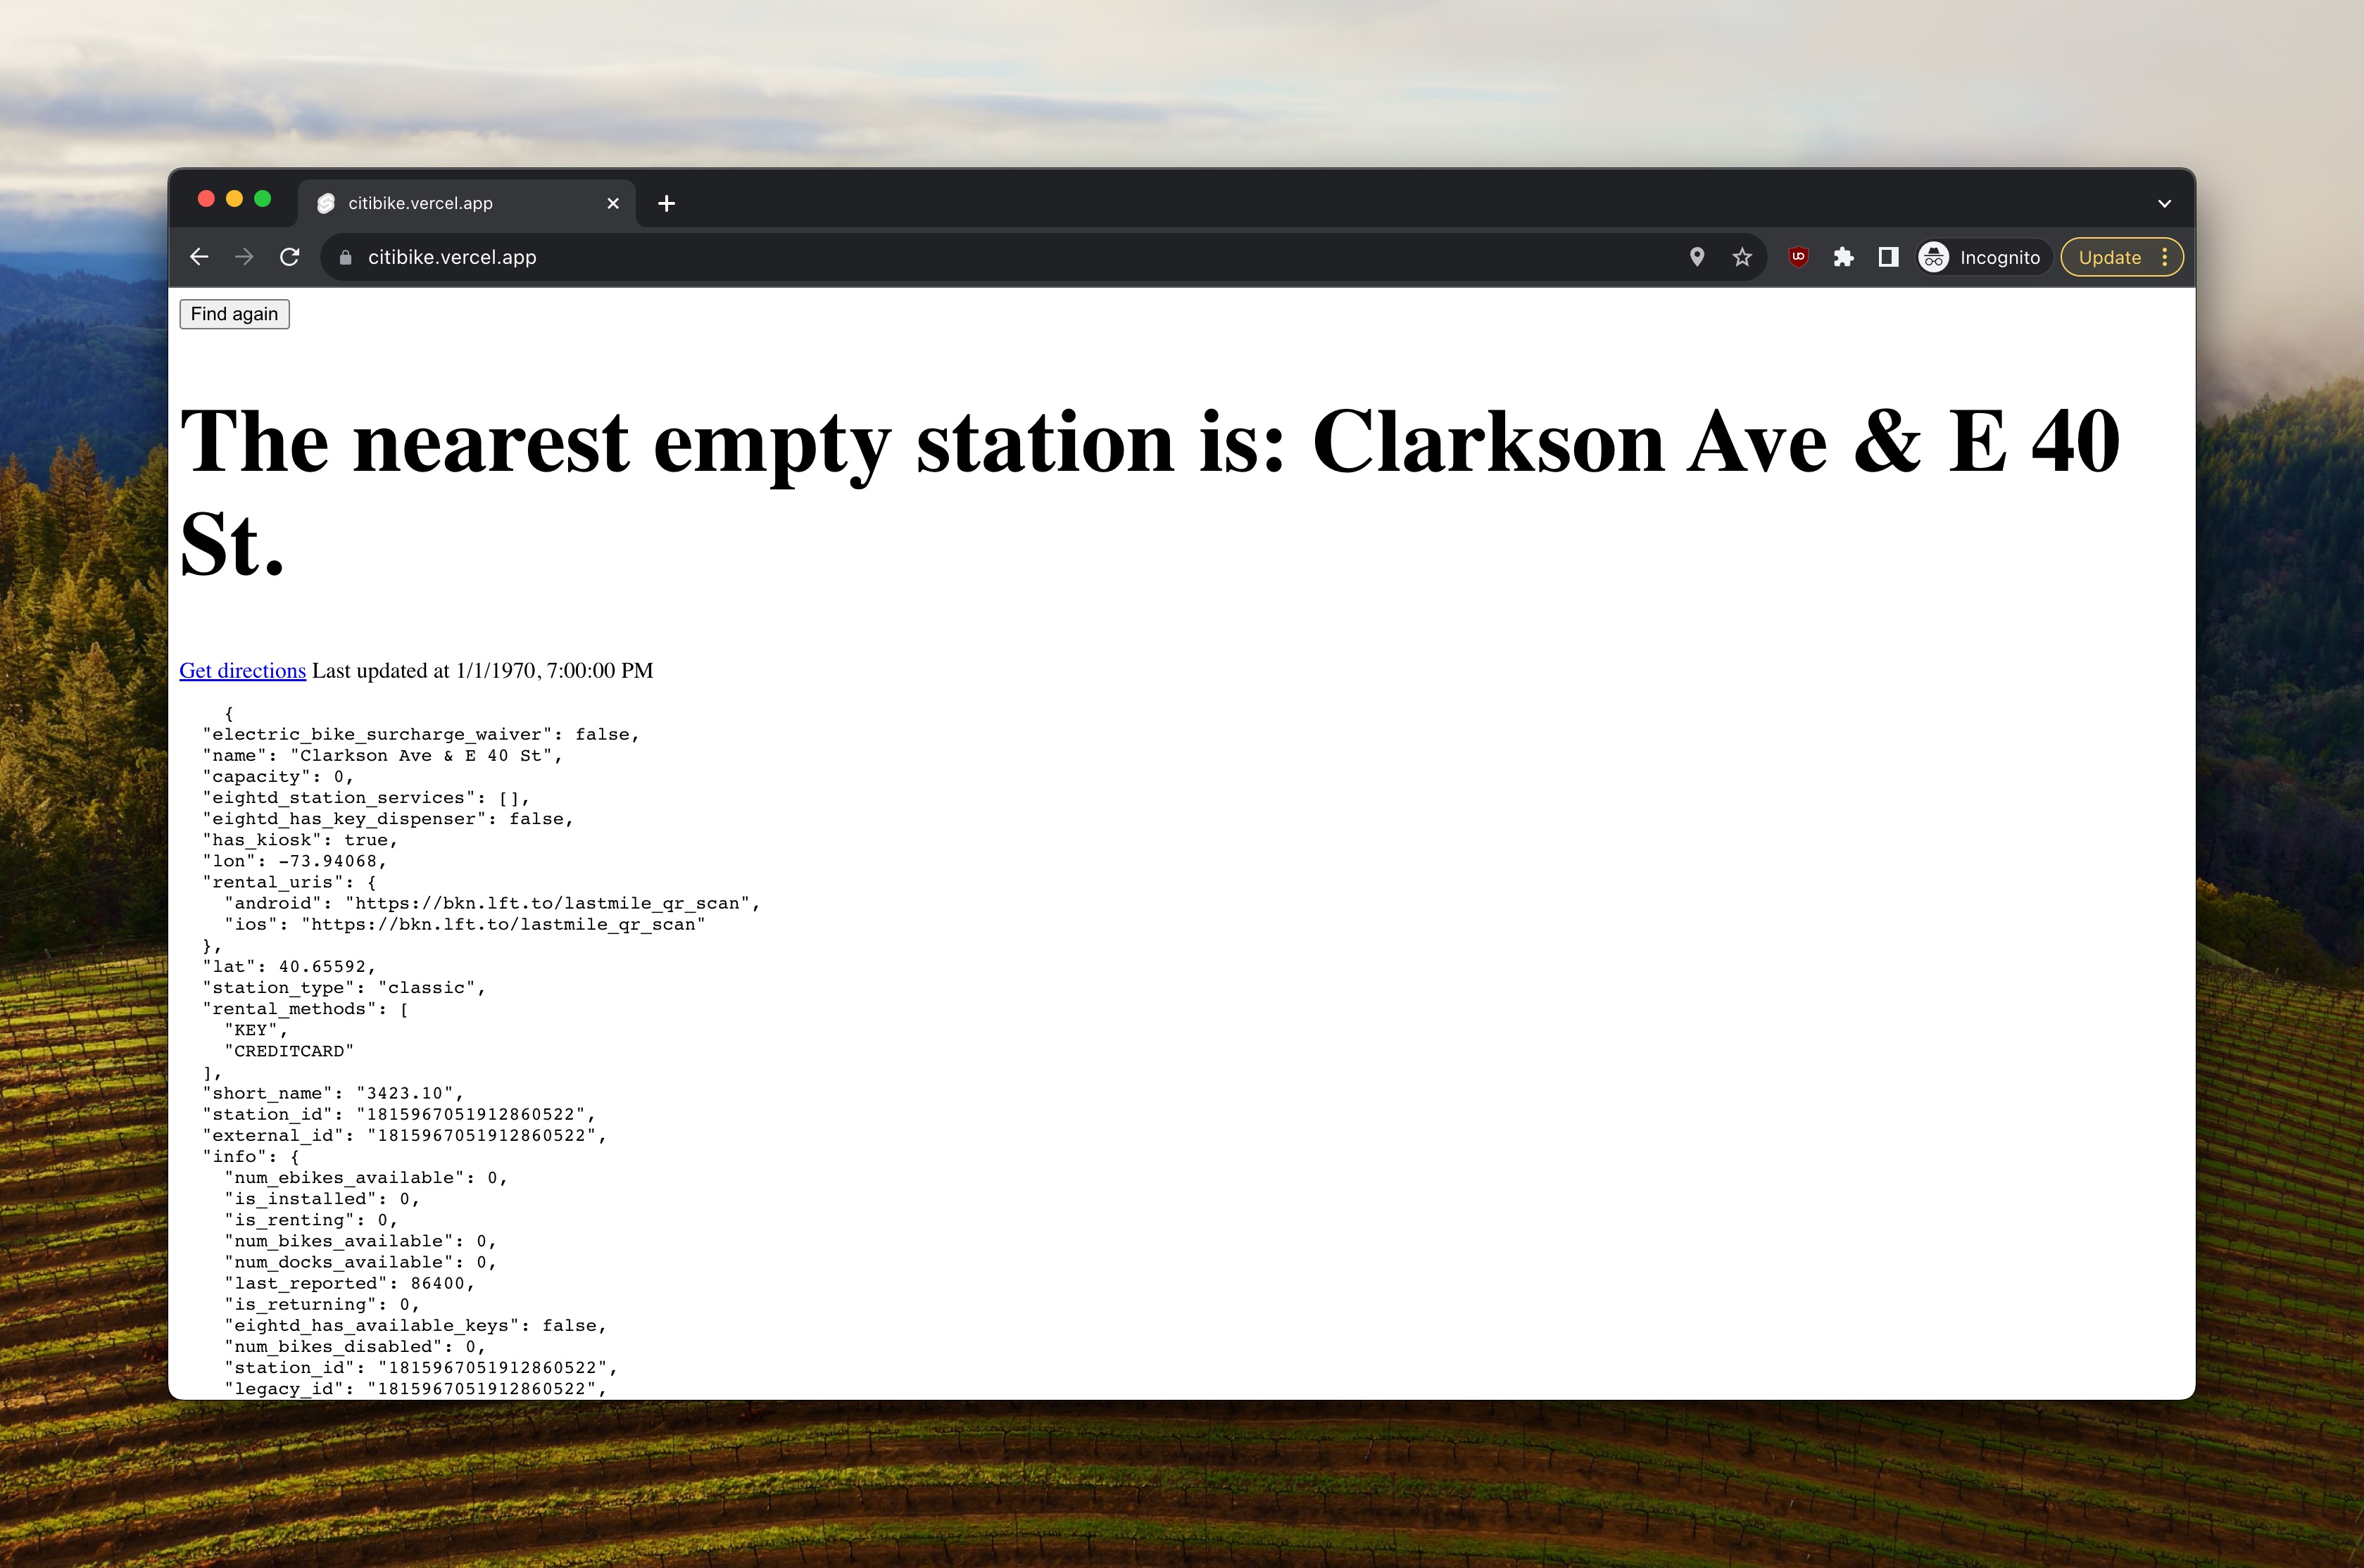 citibike.vercel.app
citibike.vercel.app
Incognito
Update
Find again
The nearest empty station is: Clarkson Ave & E 40
St.
Get directions Last updated at 1/1/1970, 7:00:00 PM
{
"electric_bike_surcharge_waiver": false,
"name": "Clarkson Ave & E 40 St",
"capacity": 0,
"eightd_station_services": [],
"eightd_has_key_dispenser": false,
"has_kiosk": true,
"lon": -73.94068,
"rental_uris": {
"android": "https://bkn.lft.to/lastmile_qr_scan",
"ios": "https://bkn.lft.to/lastmile_qr_scan"
},
"lat": 40.65592,
"station_type": "classic",
"rental_methods": [
"KEY",
"CREDITCARD"
],
"short_name": "3423.10",
"station_id": "1815967051912860522",
"external_id": "1815967051912860522",
"info": {
"num_ebikes_available": 0,
"is_installed": 0,
"is_renting": 0,
"num_bikes_available": 0,
"num_docks_available": 0,
"last_reported": 86400,
"is_returning": 0,
"eightd_has_available_keys": false,
"num_bikes_disabled": 0,
"station_id": "1815967051912860522",
"legacy_id": "1815967051912860522",